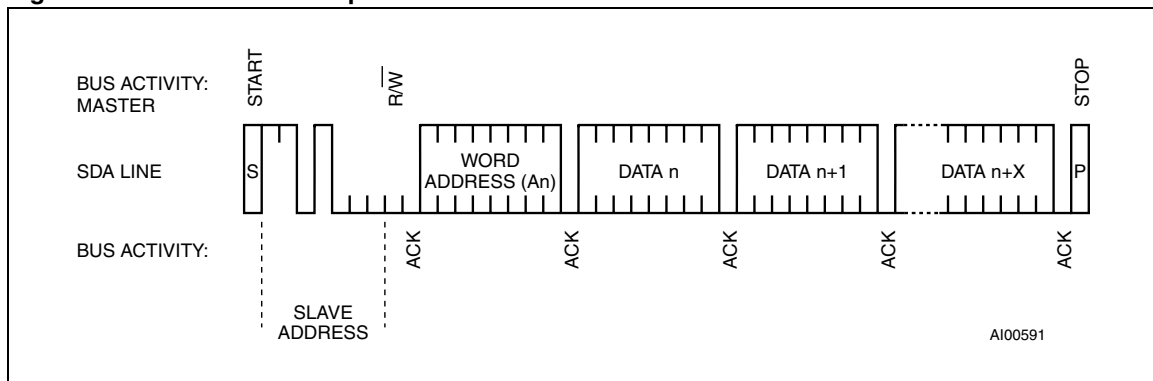 START
R/W
STOP
BUS ACTIVITY:
MASTER
SDA LINE
S
WORD
ADDRESS (An)
DATA n
DATA n+1
DATA n+X
P
BUS ACTIVITY:
ACK
ACK
ACK
ACK
ACK
SLAVE
ADDRESS
AI00591